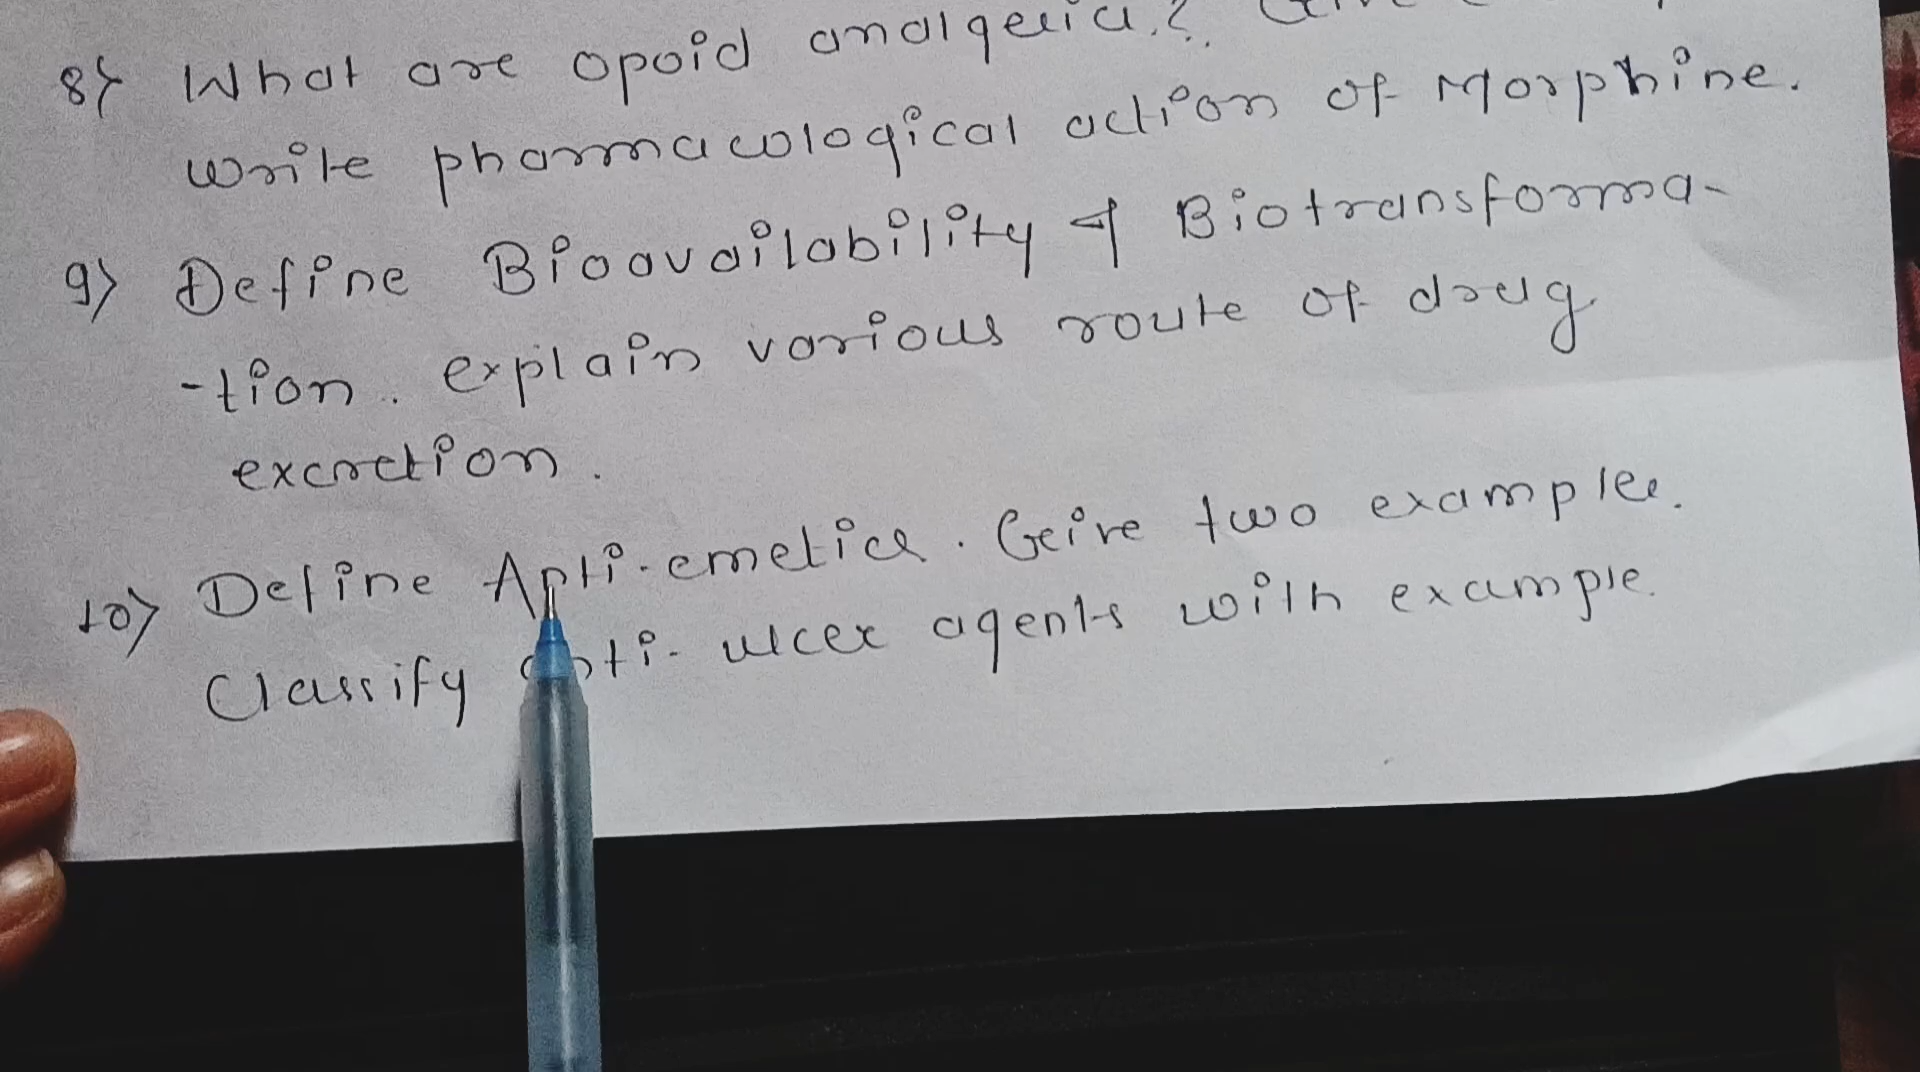 8) What are opoid analgesics?
write pharmacological action of Morphine.
9) Define Bioavailability & Biotransforma-
-tion. explain various route of drug
excretion.
10) Define Anti-emetics. Give two examples.
Classify anti-ulcer agents with example.